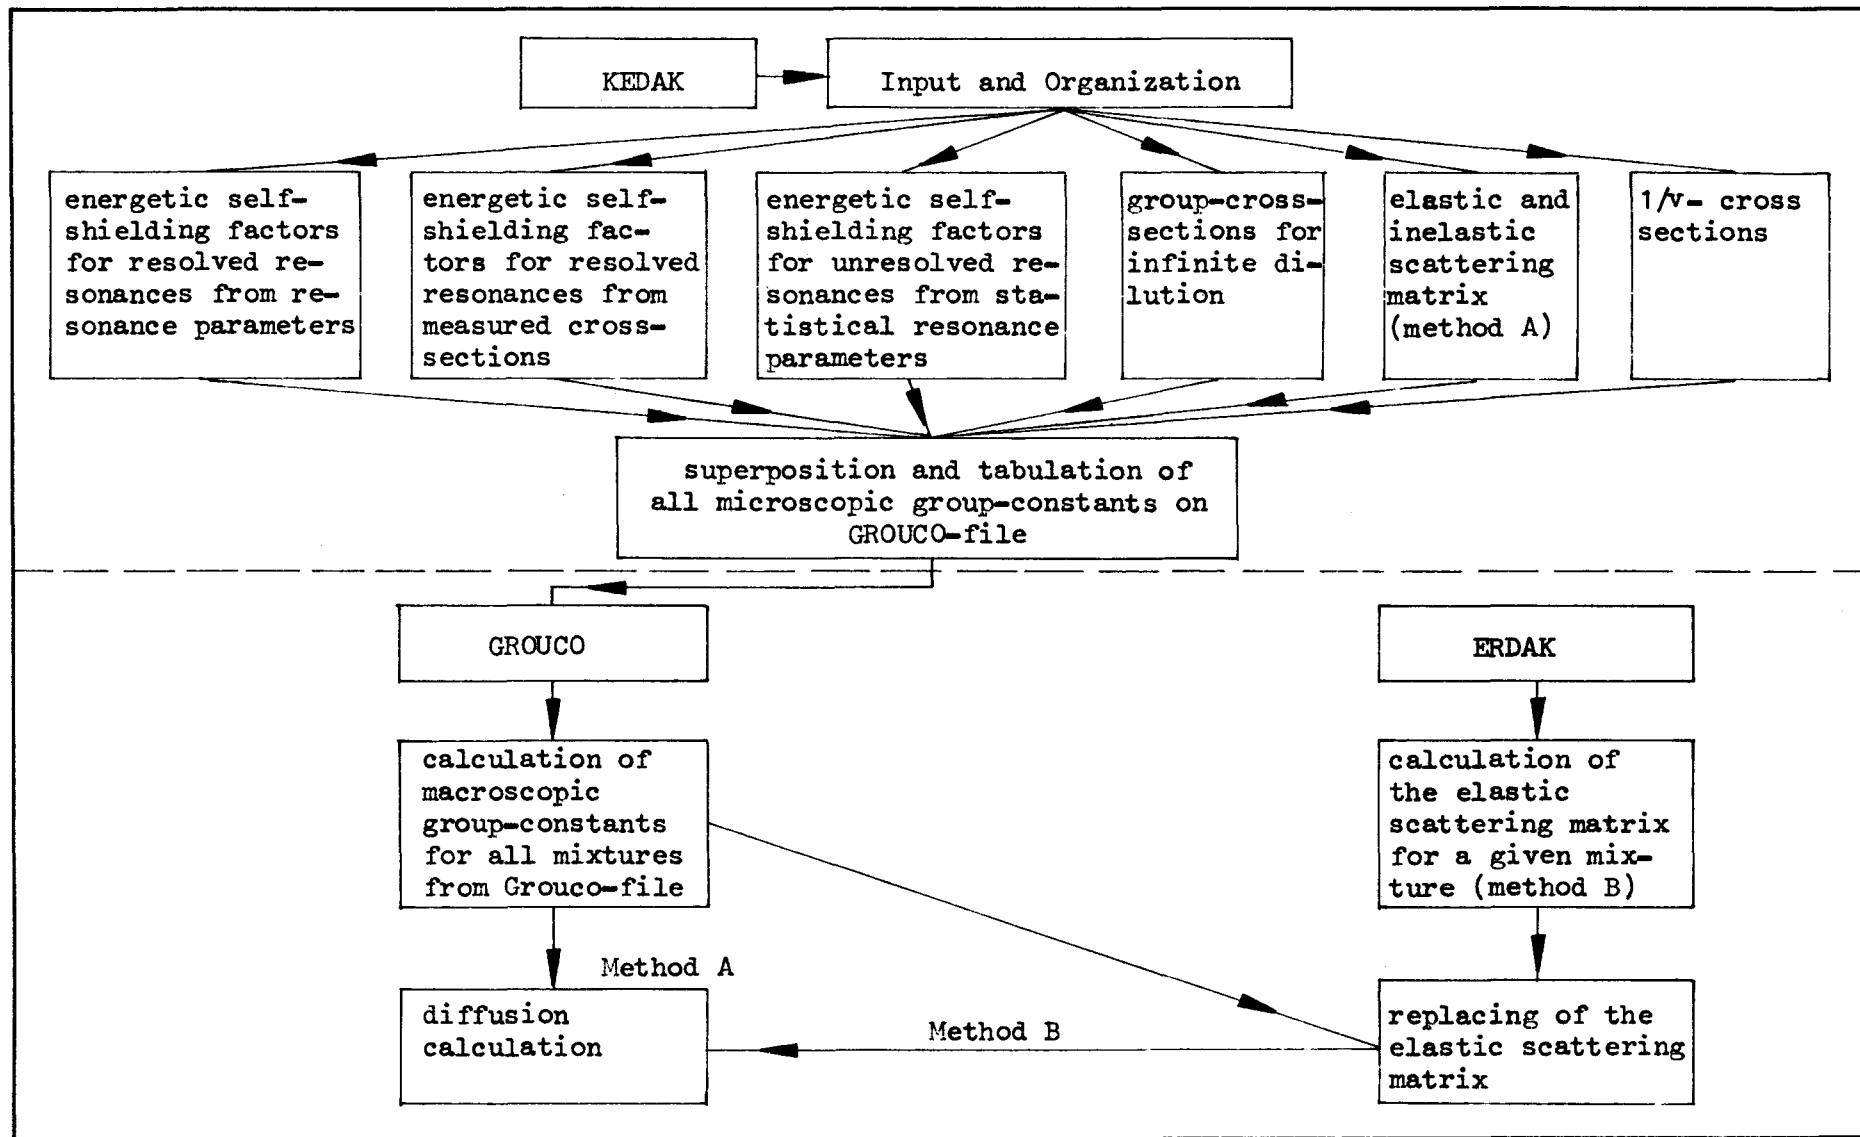 KEDAK
Input and Organization
energetic self-
shielding factors
for resolved re-
sonances from re-
sonance parameters
energetic self-
shielding fac-
tors for resolved
resonances from
measured cross-
sections
energetic self-
shielding factors
for unresolved re-
sonances from sta-
tistical resonance
parameters
group-cross-
sections for
infinite di-
lution
elastic and
inelastic
scattering
matrix
(method A)
1/v- cross
sections
superposition and tabulation of
all microscopic group-constants on
GROUCO-file
GROUCO
ERDAK
calculation of
macroscopic
group-constants
for all mixtures
from Grouco-file
calculation of
the elastic
scattering matrix
for a given mix-
ture (method B)
Method A
diffusion
calculation
Method B
replacing of the
elastic scattering
matrix